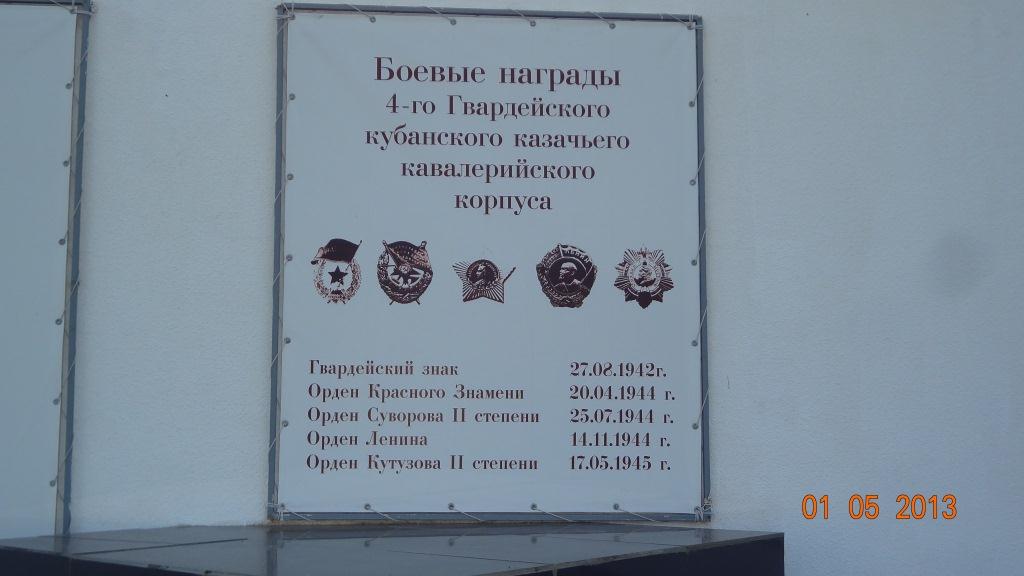 Боевые награды
4-го Гвардейского
кубанского казачьего
кавалерийского
корпуса
Гвардейский знак 27.08.1942г.
Орден Красного Знамени 20.04.1944 г.
Орден Суворова II степени 25.07.1944 г.
Орден Ленина 14.11.1944 г.
Орден Кутузова II степени 17.05.1945 г.
01 05 2013